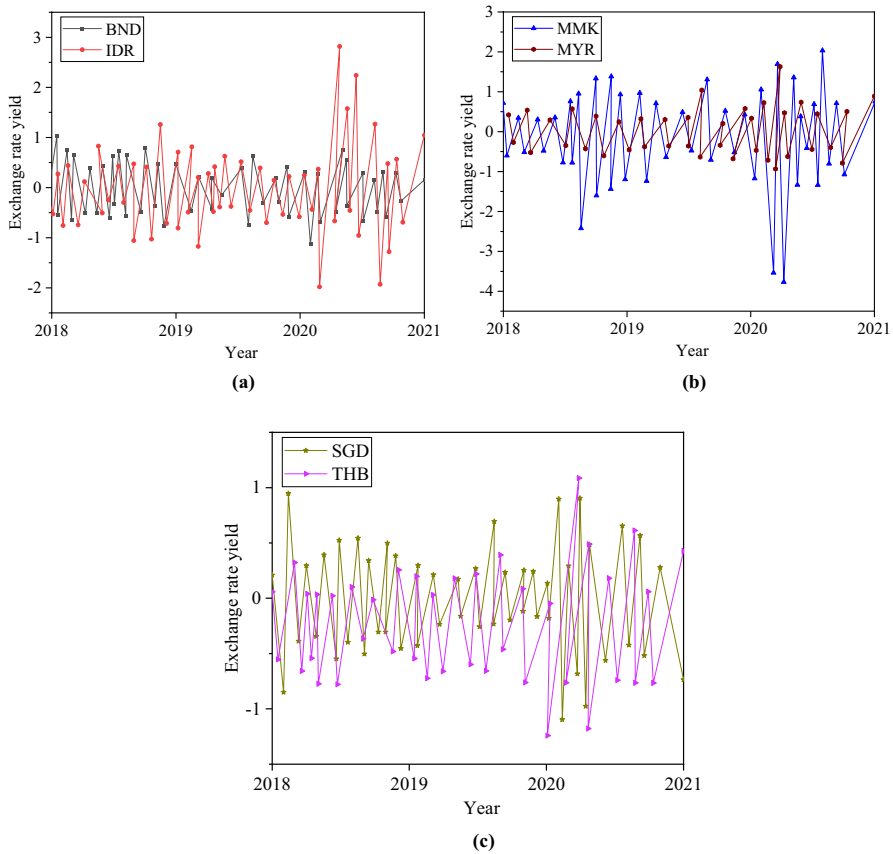 BND
IDR
3
2
1
0
-1
-2
Exchange rate yield
2018
2019
2020
2021
Year
(a)
MMK
MYR
3
2
1
0
-1
-2
-3
-4
Exchange rate yield
2018
2019
2020
2021
Year
(b)
SGD
THB
1
0
-1
Exchange rate yield
2018
2019
2020
2021
Year
(c)